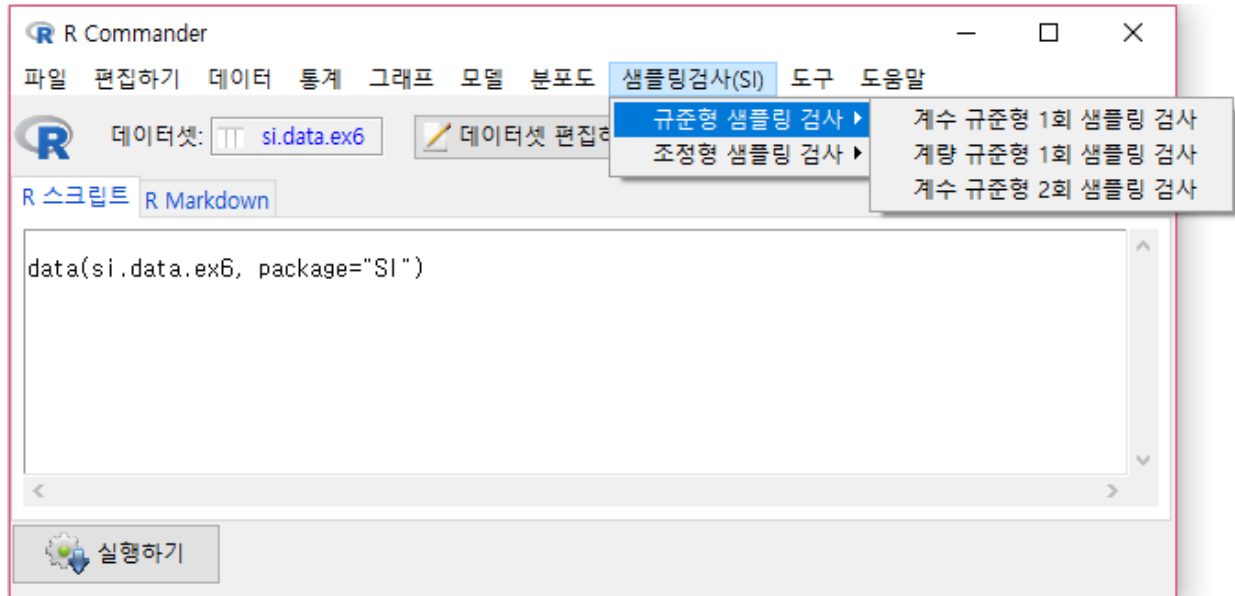 R Commander
파일 편집하기 데이터 통계 그래프 모델 분포도 샘플링검사(SI) 도구 도움말
규준형 샘플링 검사
조정형 샘플링 검사
계수 규준형 1회 샘플링 검사
계량 규준형 1회 샘플링 검사
계수 규준형 2회 샘플링 검사
데이터셋: si.data.ex6 데이터셋 편집하
R 스크립트 R Markdown
data(si.data.ex6, package="SI")
실행하기